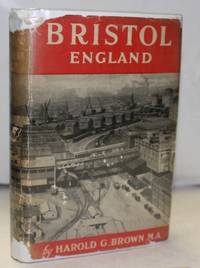 BRISTOL
ENGLAND
by HAROLD G. BROWN M.A.